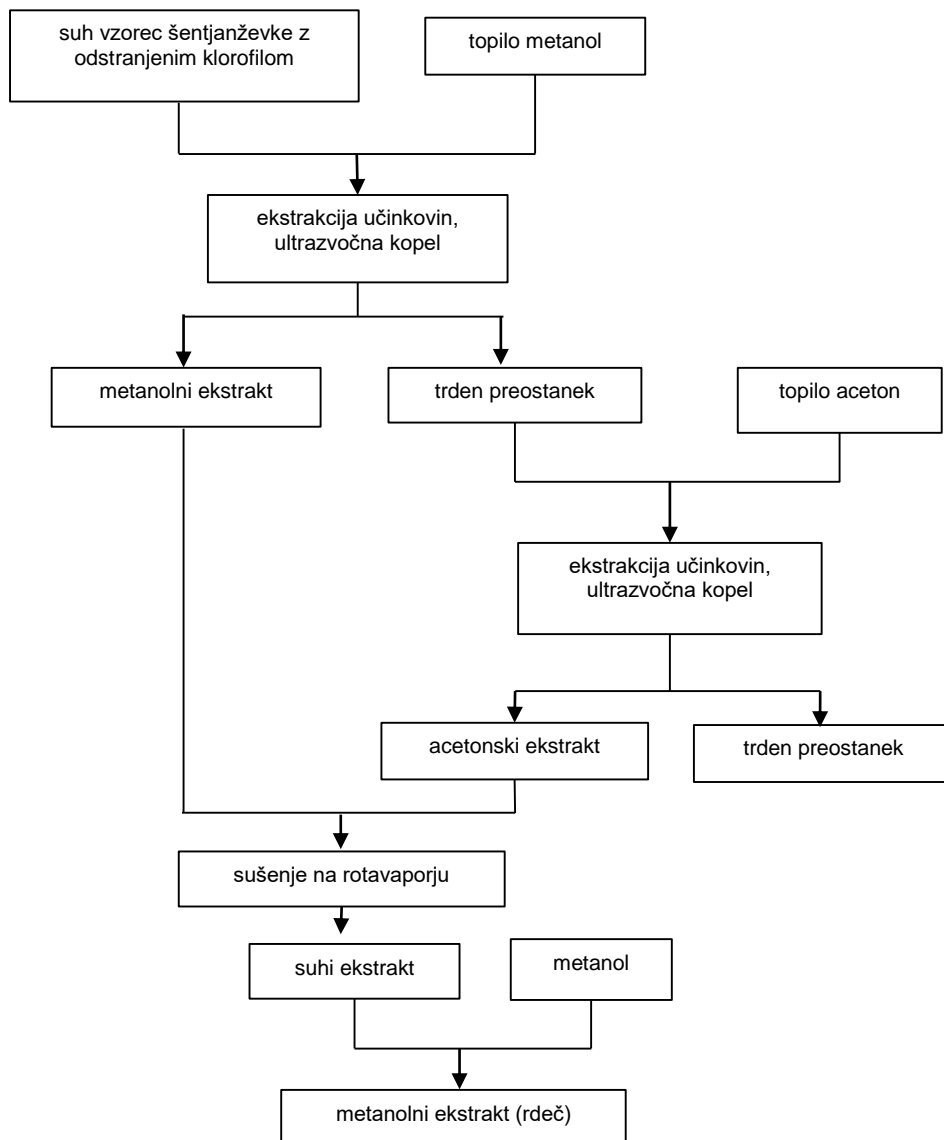 suh vzorec šentjanževke z
odstranjenim klorofilom
topilo metanol
ekstrakcija učinkovin,
ultrazvočna kopel
metanolni ekstrakt
trden preostanek
topilo aceton
ekstrakcija učinkovin,
ultrazvočna kopel
acetonski ekstrakt
trden preostanek
sušenje na rotavaporju
suhi ekstrakt
metanol
metanolni ekstrakt (rdeč)